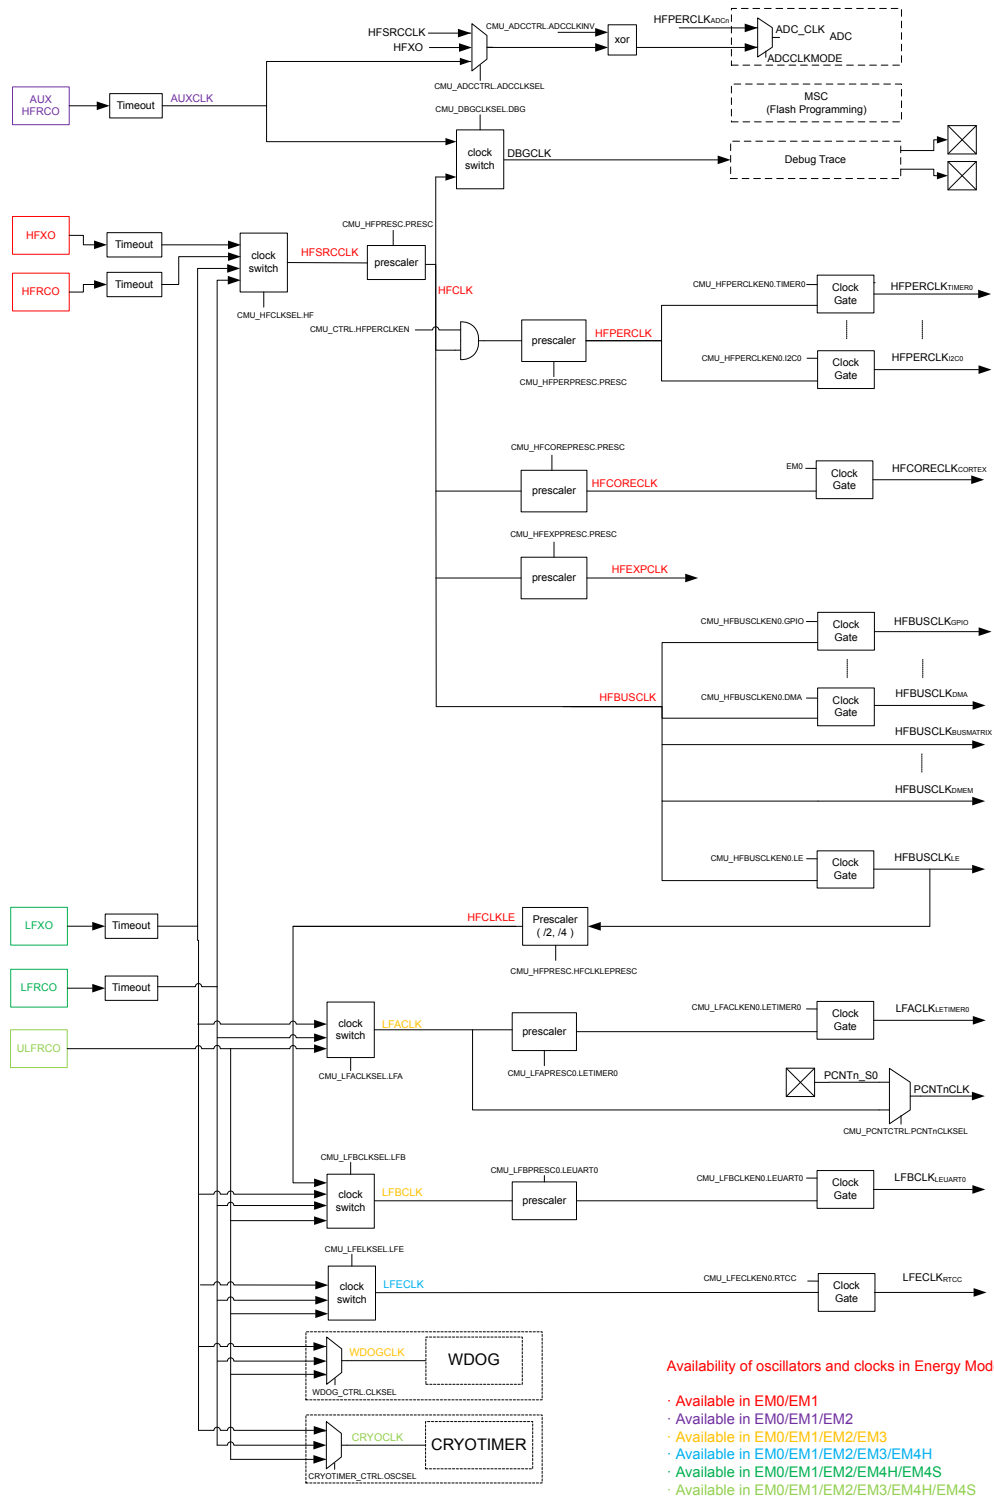 HFSRCCLK
HFXO
CMU_ADCCTRL.ADCCLKINV
xor
HFPERCLKADCn
ADC_CLK
ADC
ADCCLKMODE
CMU_ADCCTRL.ADCCLKSEL
AUX
HFRCO
Timeout
AUXCLK
MSC
(Flash Programming)
CMU_DBGCLKSEL.DBG
clock
switch
DBGCLK
Debug Trace
HFXO
Timeout
HFRCO
Timeout
clock
switch
CMU_HFCLKSEL.HF
HFSRCCLK
CMU_HFPRESC.PRESC
prescaler
HFCLK
CMU_CTRL.HFPERCLKEN
prescaler
CMU_HFPERPRESC.PRESC
HFPERCLK
CMU_HFPERCLKEN0.TIMER0
Clock
Gate
HFPERCLKTIMER0
CMU_HFPERCLKEN0.I2C0
Clock
Gate
HFPERCLKI2C0
CMU_HFCOREPRESC.PRESC
prescaler
HFCORECLK
EM0
Clock
Gate
HFCORECLKCORTEX
CMU_HFEXPPRESC.PRESC
prescaler
HFEXPCLK
CMU_HFBUSCLKEN0.GPIO
Clock
Gate
HFBUSCLKGPIO
HFBUSCLK
CMU_HFBUSCLKEN0.DMA
Clock
Gate
HFBUSCLKDMA
HFBUSCLKBUSMATRIX
HFBUSCLKDMEM
CMU_HFBUSCLKEN0.LE
Clock
Gate
HFBUSCLKLE
LFXO
Timeout
HFCLKLE
Prescaler
( /2, /4 )
CMU_HFPRESC.HFCLKLEPRESC
LFRCO
Timeout
ULFRCO
clock
switch
CMU_LFACLKSEL.LFA
LFACLK
prescaler
CMU_LFAPRESC0.LETIMER0
CMU_LFACLKEN0.LETIMER0
Clock
Gate
LFACLKLETIMER0
PCNTn_S0
PCNTnCLK
CMU_PCNTCTRL.PCNTnCLKSEL
CMU_LFBCLKSEL.LFB
clock
switch
LFBCLK
CMU_LFBPRESC0.LEUART0
prescaler
CMU_LFBCLKEN0.LEUART0
Clock
Gate
LFBCLKLEUART0
CMU_LFELKSEL.LFE
clock
switch
LFECLK
CMU_LFECLKEN0.RTCC
Clock
Gate
LFECLKRTCC
WDOGCLK
WDOG
WDOG_CTRL.CLKSEL
CRYOCLK
CRYOTIMER
CRYOTIMER_CTRL.OSCSEL
Availability of oscillators and clocks in Energy Mod
· Available in EM0/EM1
· Available in EM0/EM1/EM2
· Available in EM0/EM1/EM2/EM3
· Available in EM0/EM1/EM2/EM3/EM4H
· Available in EM0/EM1/EM2/EM4H/EM4S
· Available in EM0/EM1/EM2/EM3/EM4H/EM4S